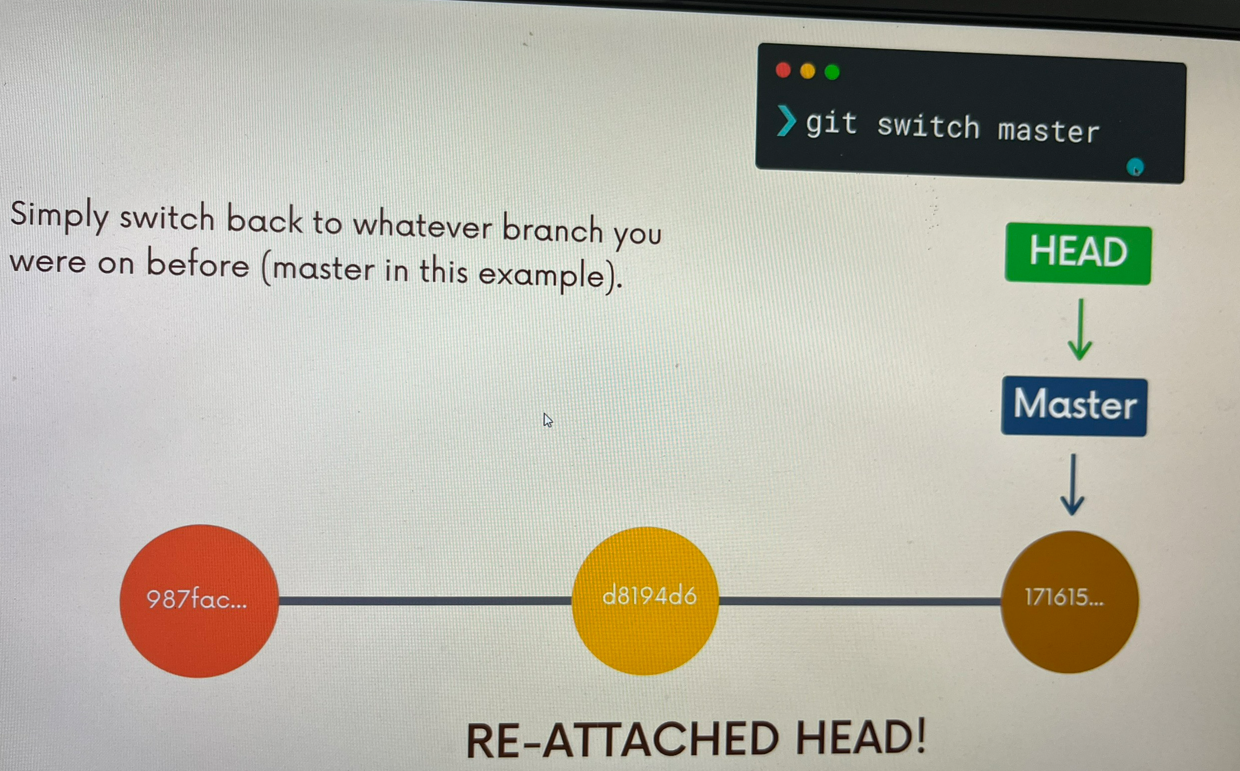 ❯ git switch master
Simply switch back to whatever branch you
were on before (master in this example).
HEAD
Master
987fac...
d8194d6
171615...
RE-ATTACHED HEAD!